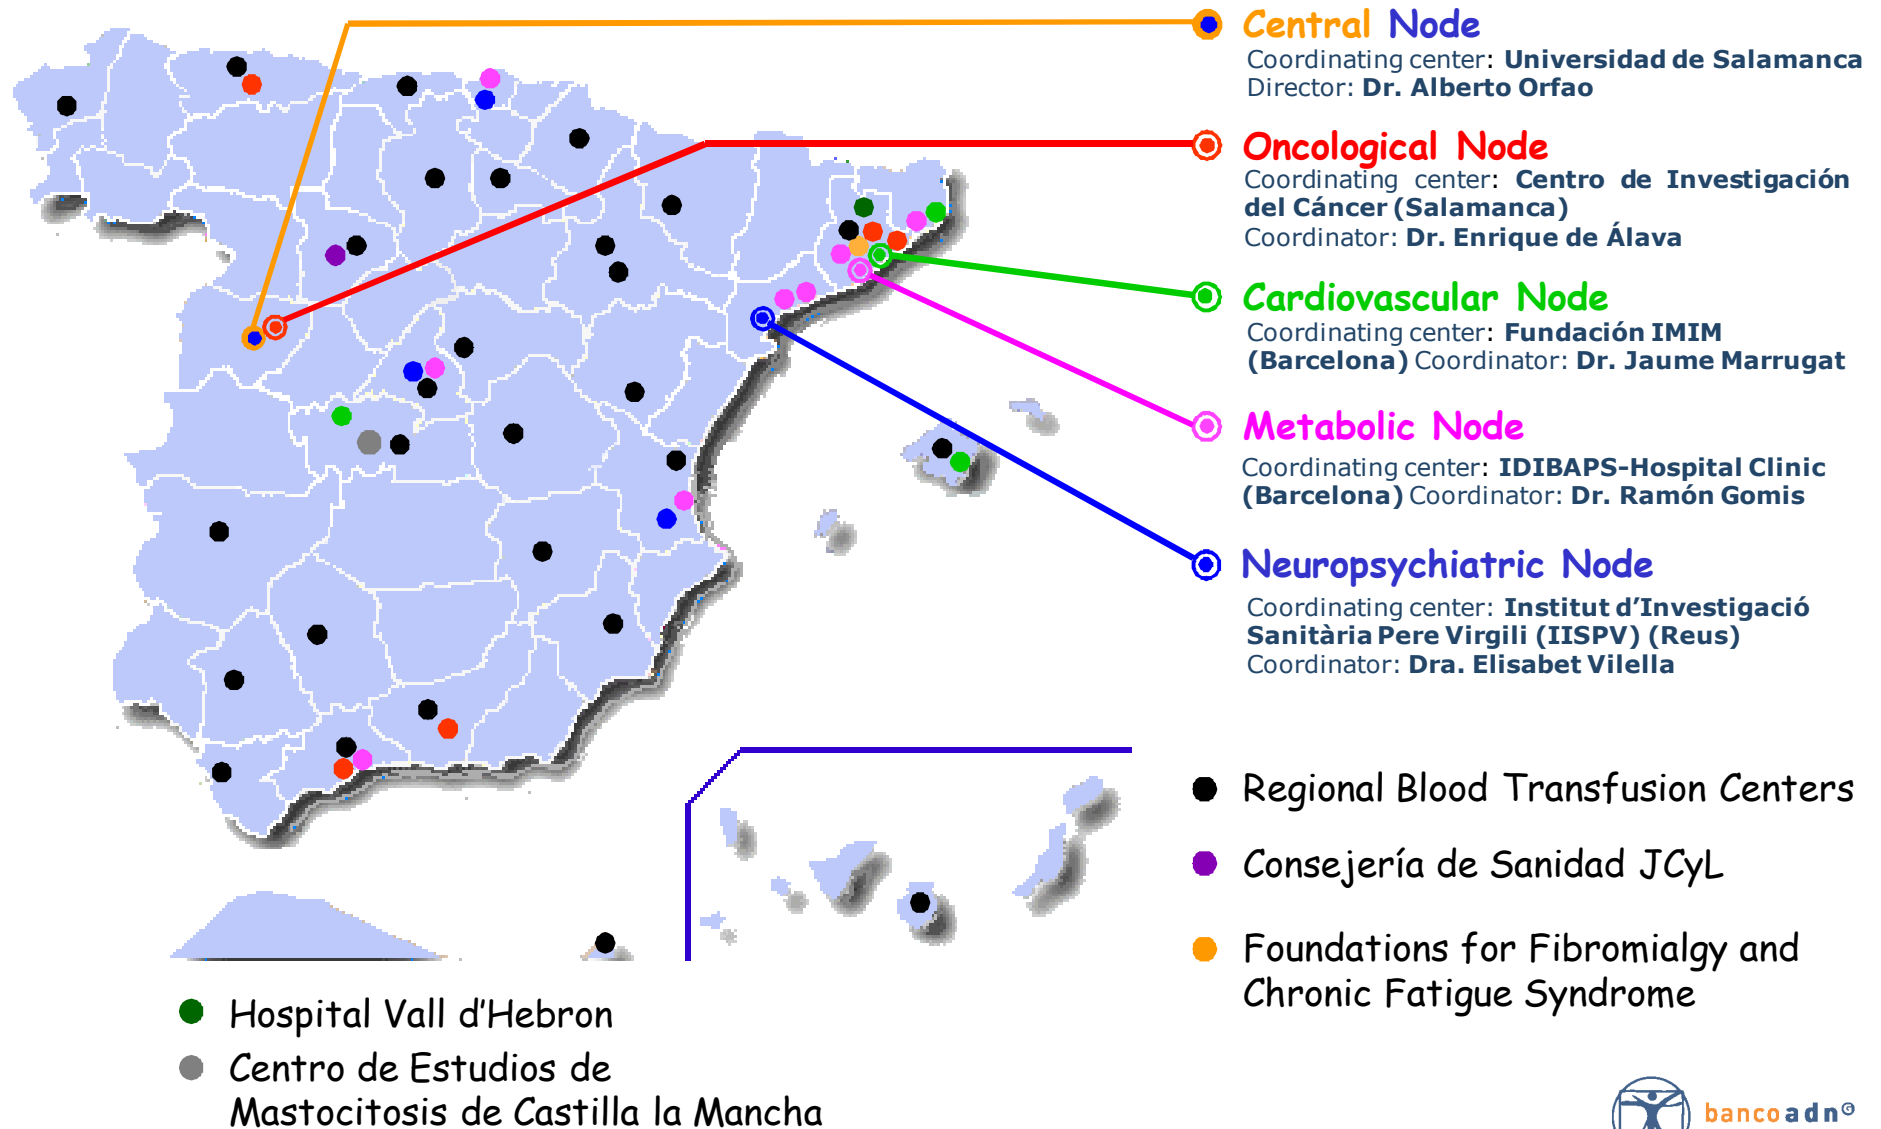 Central Node
Coordinating center: Universidad de Salamanca
Director: Dr. Alberto Orfao
Oncological Node
Coordinating center: Centro de Investigación
del Cáncer (Salamanca)
Coordinator: Dr. Enrique de Álava
Cardiovascular Node
Coordinating center: Fundación IMIM
(Barcelona) Coordinator: Dr. Jaume Marrugat
Metabolic Node
Coordinating center: IDIBAPS-Hospital Clinic
(Barcelona) Coordinator: Dr. Ramón Gomis
Neuropsychiatric Node
Coordinating center: Institut d’Investigació
Sanitària Pere Virgili (IISPV) (Reus)
Coordinator: Dra. Elisabet Vilella
Regional Blood Transfusion Centers
Consejería de Sanidad JCyL
Foundations for Fibromialgy and
Chronic Fatigue Syndrome
Hospital Vall d’Hebron
Centro de Estudios de
Mastocitosis de Castilla la Mancha
bancoadn